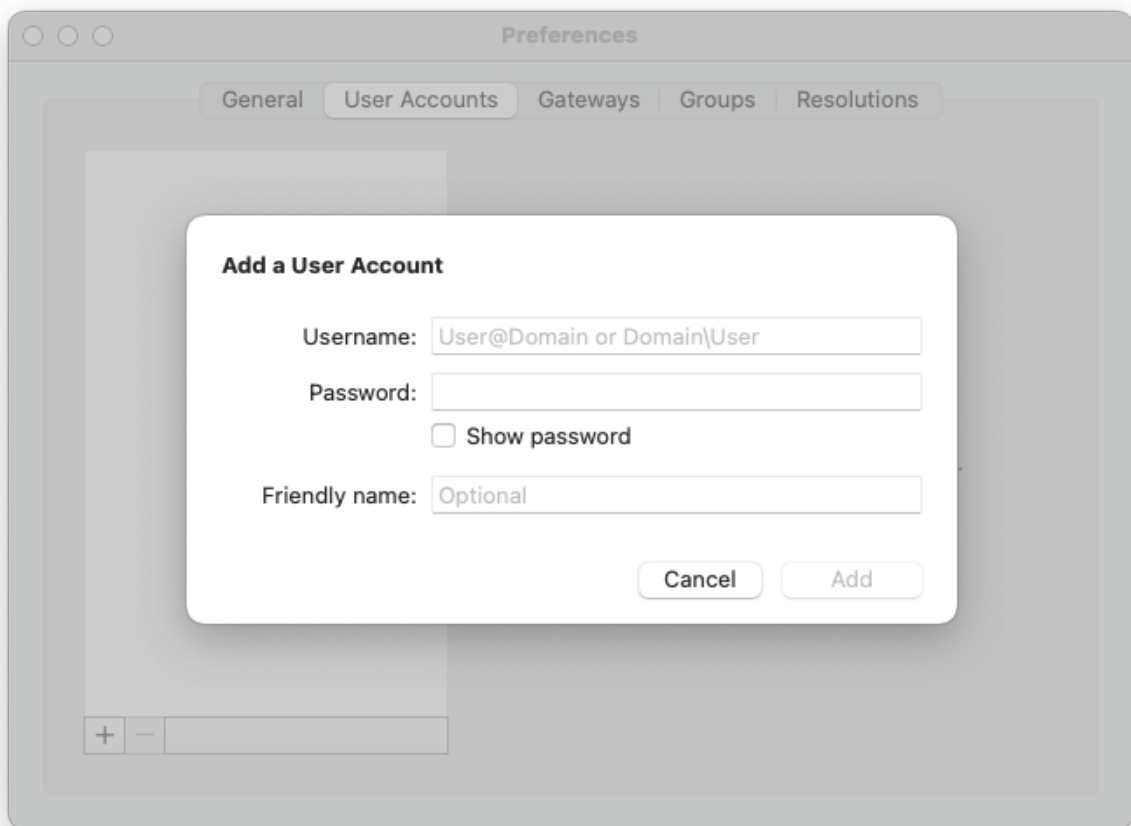 Preferences
General User Accounts Gateways Groups Resolutions
Add a User Account
Username: User@Domain or Domain\User
Password:
Show password
Friendly name: Optional
Cancel Add